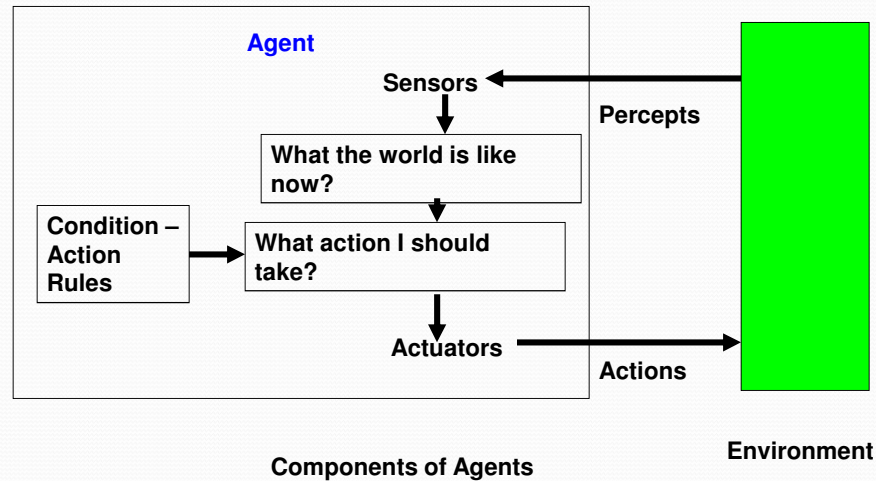 Agent
Sensors
Percepts
What the world is like
now?
Condition –
Action
Rules
What action I should
take?
Actuators
Actions
Environment
Components of Agents